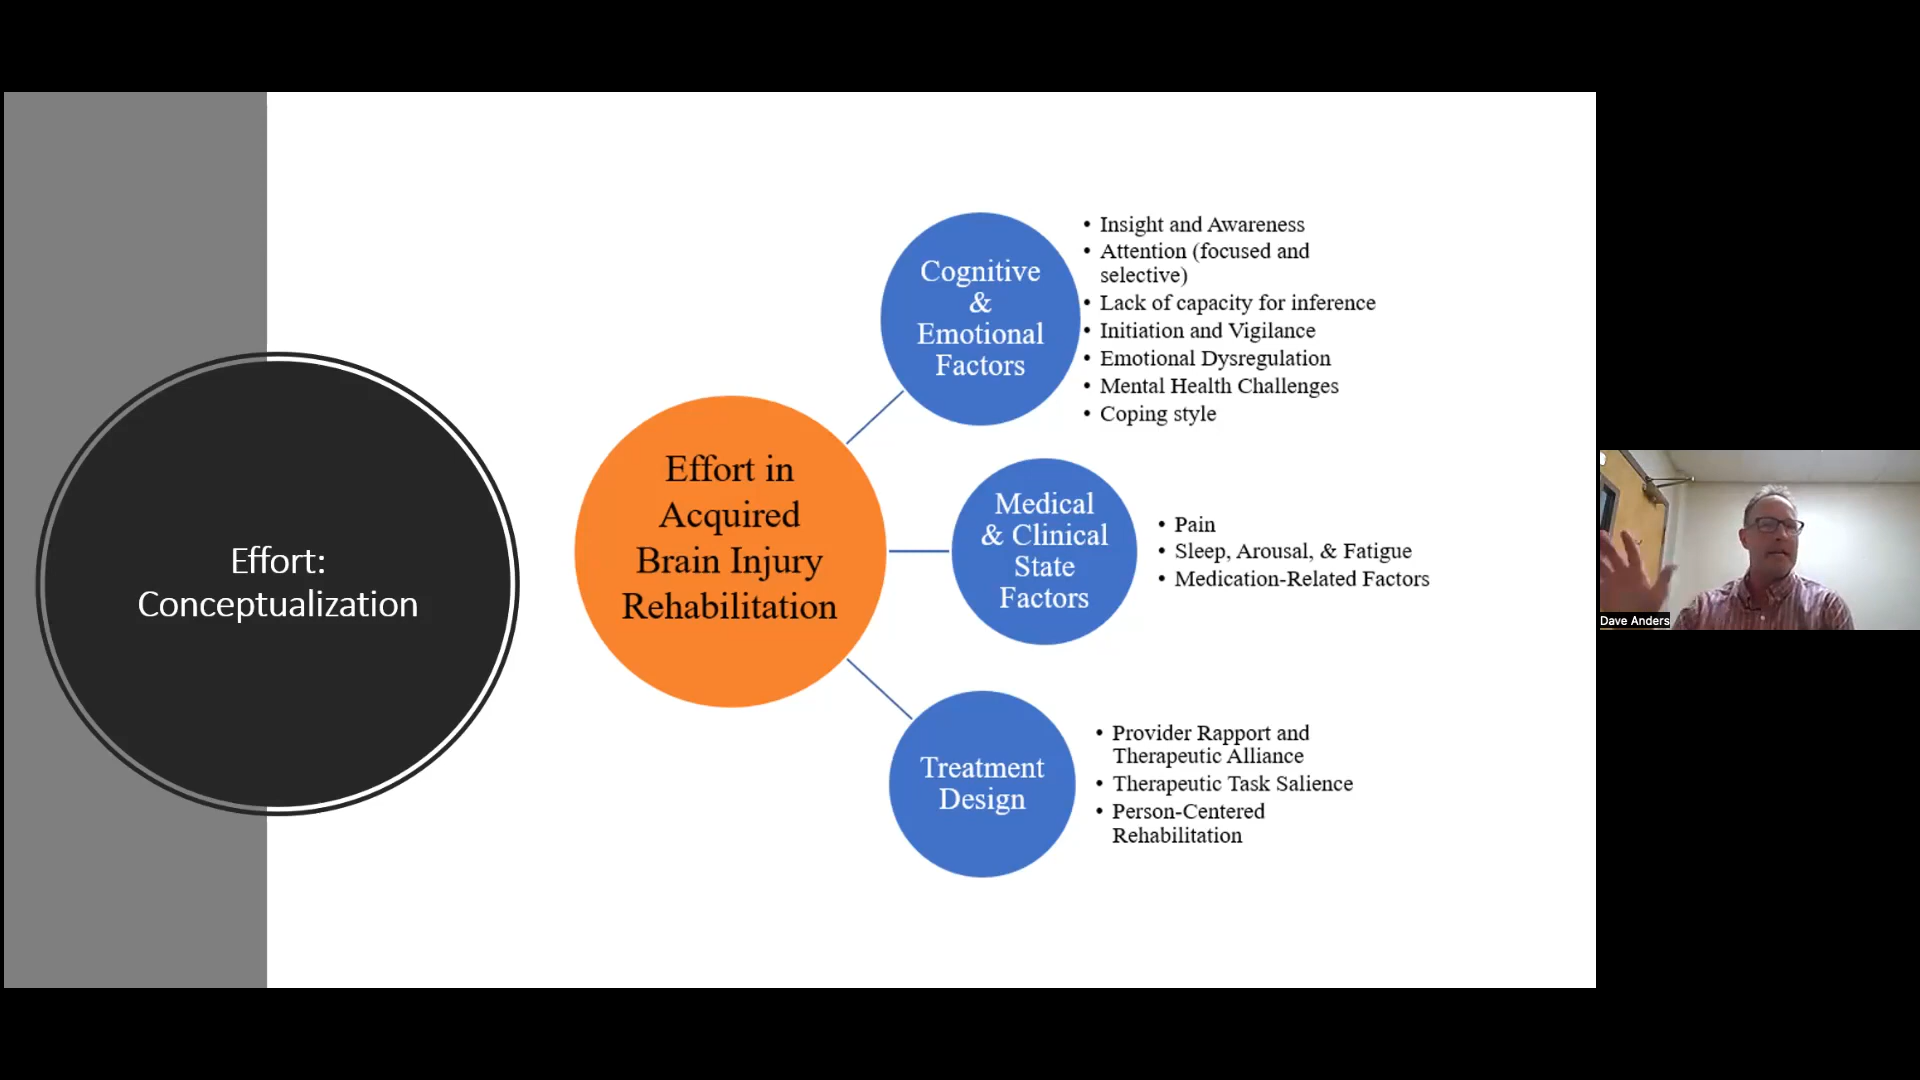 Effort:
Conceptualization
Effort in
Acquired
Brain Injury
Rehabilitation
Cognitive
&
Emotional
Factors
• Insight and Awareness
• Attention (focused and
selective)
• Lack of capacity for inference
• Initiation and Vigilance
• Emotional Dysregulation
• Mental Health Challenges
• Coping style
Medical
& Clinical
State
Factors
• Pain
• Sleep, Arousal, & Fatigue
• Medication-Related Factors
Treatment
Design
• Provider Rapport and
Therapeutic Alliance
• Therapeutic Task Salience
• Person-Centered
Rehabilitation
Dave Anders